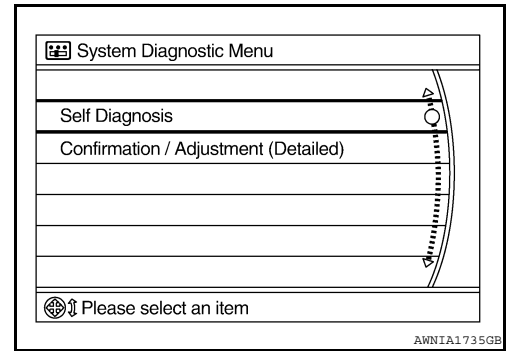 System Diagnostic Menu
Self Diagnosis
Confirmation / Adjustment (Detailed)
Please select an item
AWNIA1735GB